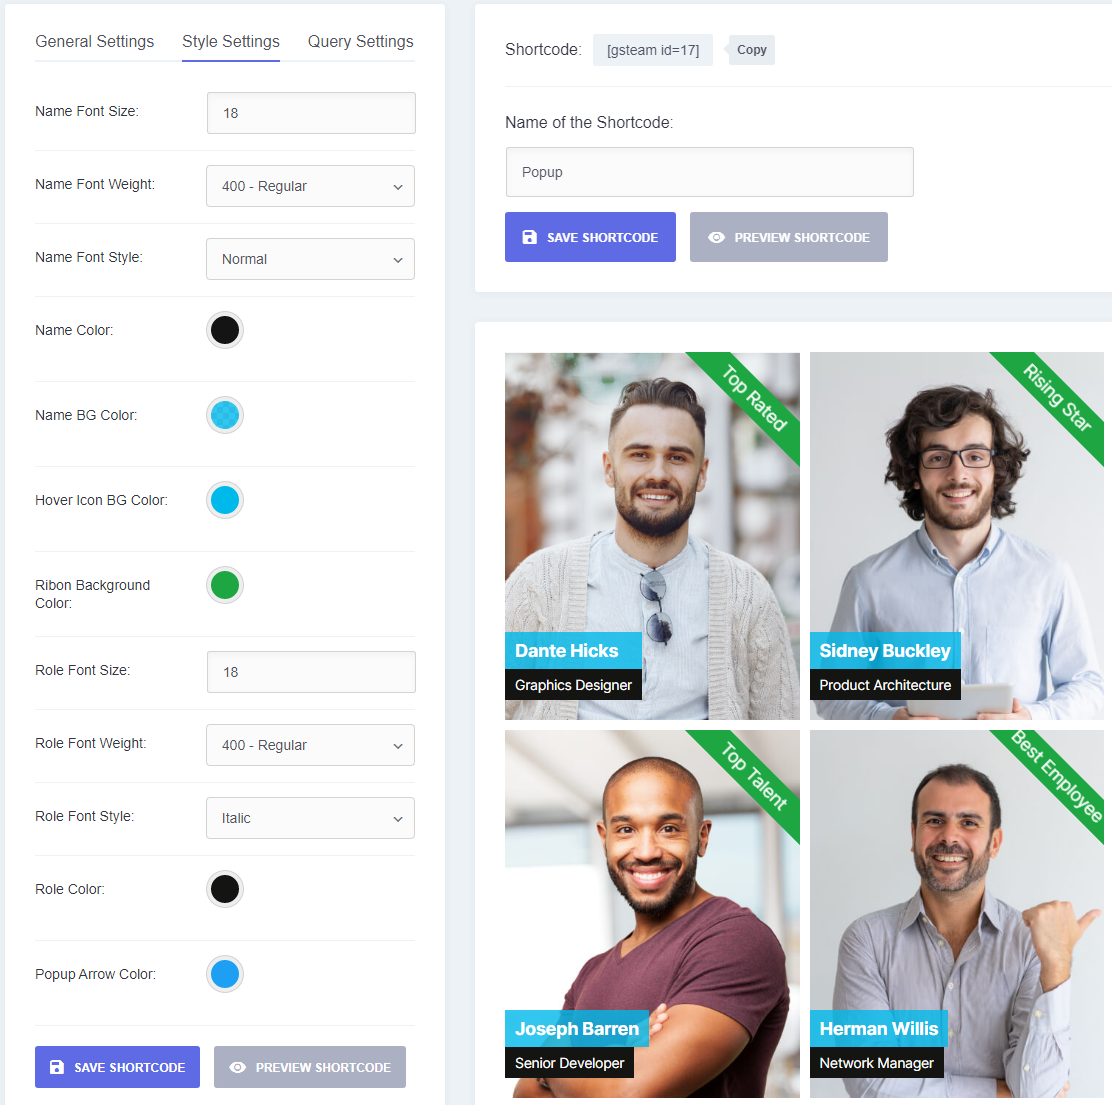 General Settings Style Settings Query Settings
Name Font Size: 18
Name Font Weight: 400 - Regular
Name Font Style: Normal
Name Color:
Name BG Color:
Hover Icon BG Color:
Ribon Background
Color:
Role Font Size: 18
Role Font Weight: 400 - Regular
Role Font Style: Italic
Role Color:
Popup Arrow Color:
SAVE SHORTCODE PREVIEW SHORTCODE
Shortcode: [gsteam id=17] Copy
Name of the Shortcode:
Popup
SAVE SHORTCODE PREVIEW SHORTCODE
Top Rated
Dante Hicks
Graphics Designer
Rising Star
Sidney Buckley
Product Architecture
Top Talent
Joseph Barren
Senior Developer
Best Employee
Herman Willis
Network Manager